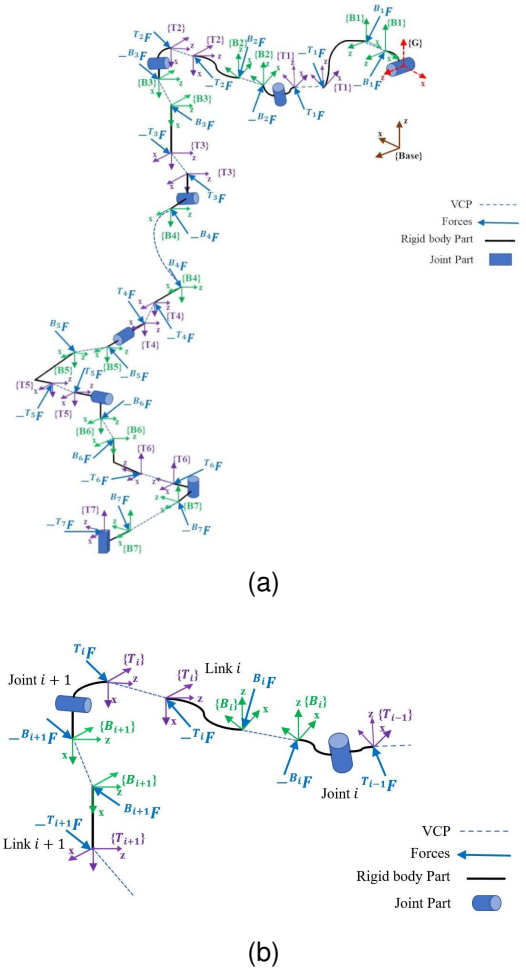 T2F {T2} {T2} {B2} B2F {B1} {B1} B1F {G}
−B3F z x −T2F {B2} {T1} −T1F {T1} −B1F x
{B3} −B2F T1F
{B3} B3F
−T3F {T3} x z {Base}
{T3} T3F
VCP
Forces
{B4} −B4F
Rigid body Part
Joint Part
B4F {B4}
T4F {T4}
B5F −T4F {T4}
{B5} {B5} −B5F
{T5} T5F
−T5F {T5} −B6F
{B6} {B6}
B6F {T6} {T6} T6F
−T6F
{T7} B7F {B7} −B7F
−T7F {B7}
(a)
TiF {Ti} {Ti} Link i
Joint i + 1 z x {Bi} BiF z {Bi} z {Ti−1}
−Bi+1F {Bi+1} −TiF
−BiF Ti−1F
{Bi+1} Joint i
Bi+1F
−Ti+1F {Ti+1}
Link i + 1 x z
VCP
Forces
Rigid body Part
Joint Part
(b)